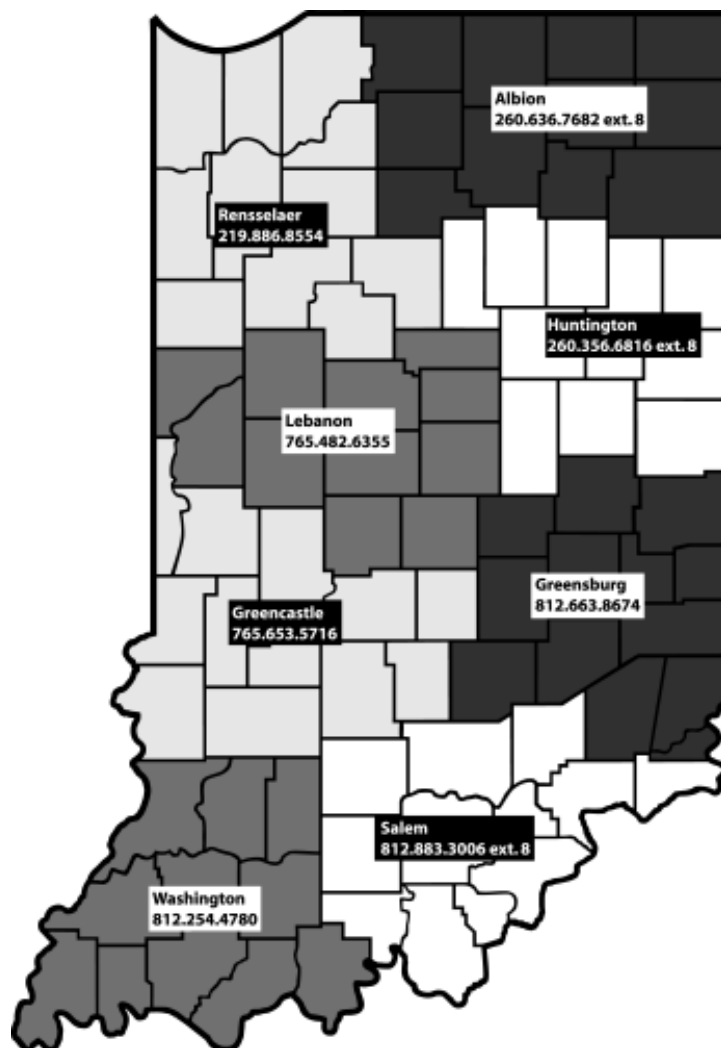 Albion
260.636.7682 ext. 8
Rensselaer
219.886.8554
Huntington
260.356.6816 ext. 8
Lebanon
765.482.6355
Greensburg
812.663.8674
Greencastle
765.653.5716
Salem
812.883.3006 ext. 8
Washington
812.254.4780